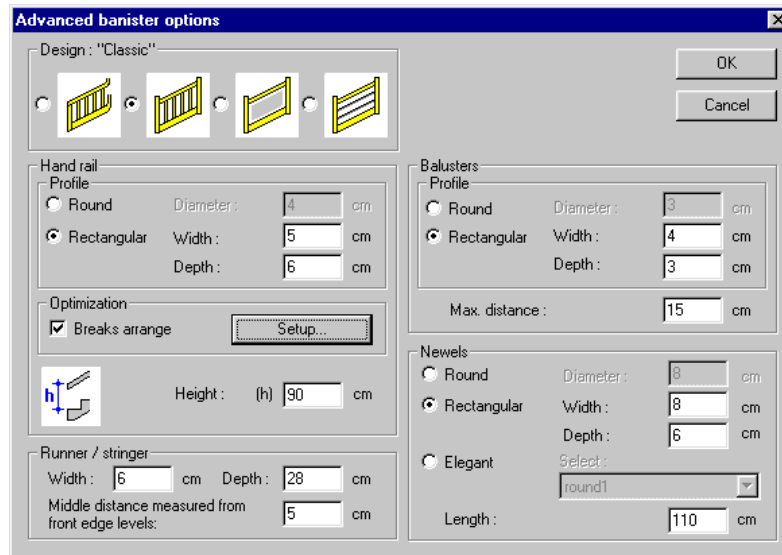 Advanced banister options
Design : "Classic"
OK
Cancel
Hand rail
Profile
Round Diameter : 4 cm
Rectangular Width : 5 cm
Depth : 6 cm
Optimization
Breaks arrange Setup...
h Height : (h) 90 cm
Runner / stringer
Width : 6 cm Depth : 28 cm
Middle distance measured from
front edge levels: 5 cm
Balusters
Profile
Round Diameter : 3 cm
Rectangular Width : 4 cm
Depth : 3 cm
Max. distance : 15 cm
Newels
Round Diameter : 8 cm
Rectangular Width : 8 cm
Depth : 6 cm
Elegant Select :
round1
Length : 110 cm